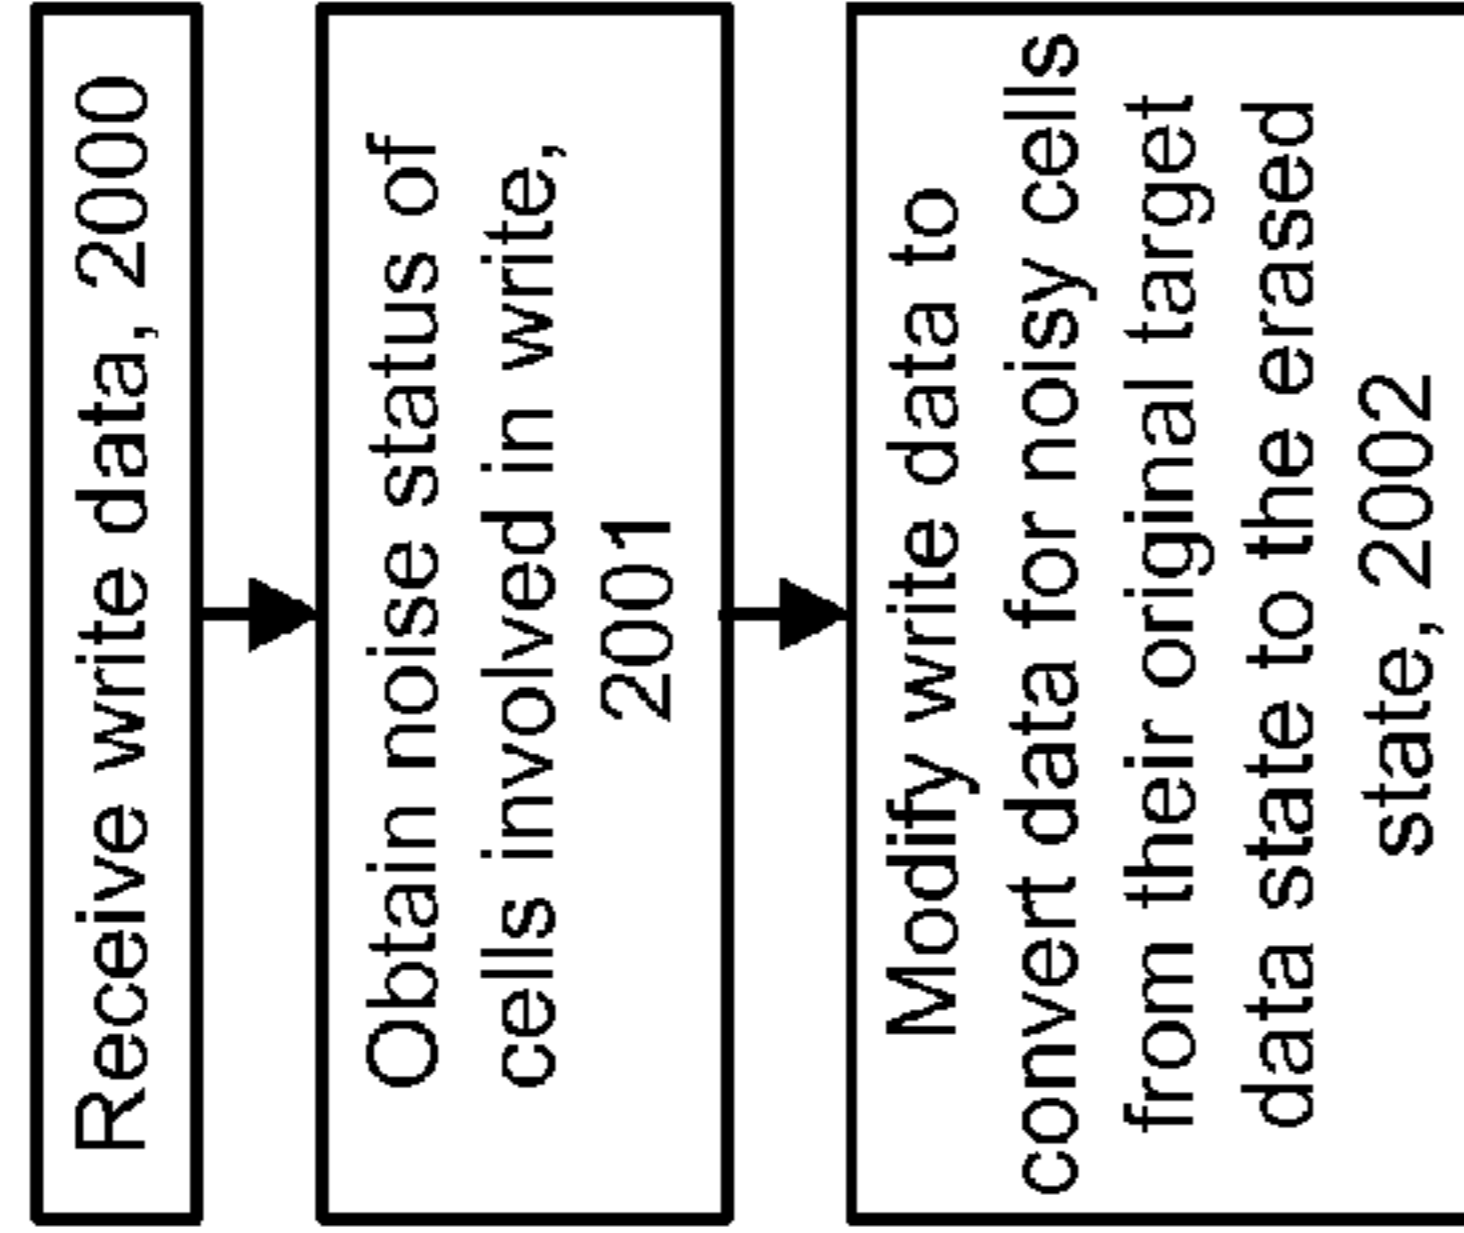 Receive write data, 2000
Obtain noise status of
cells involved in write,
2001
Modify write data to
convert data for noisy cells
from their original target
data state to the erased
state, 2002